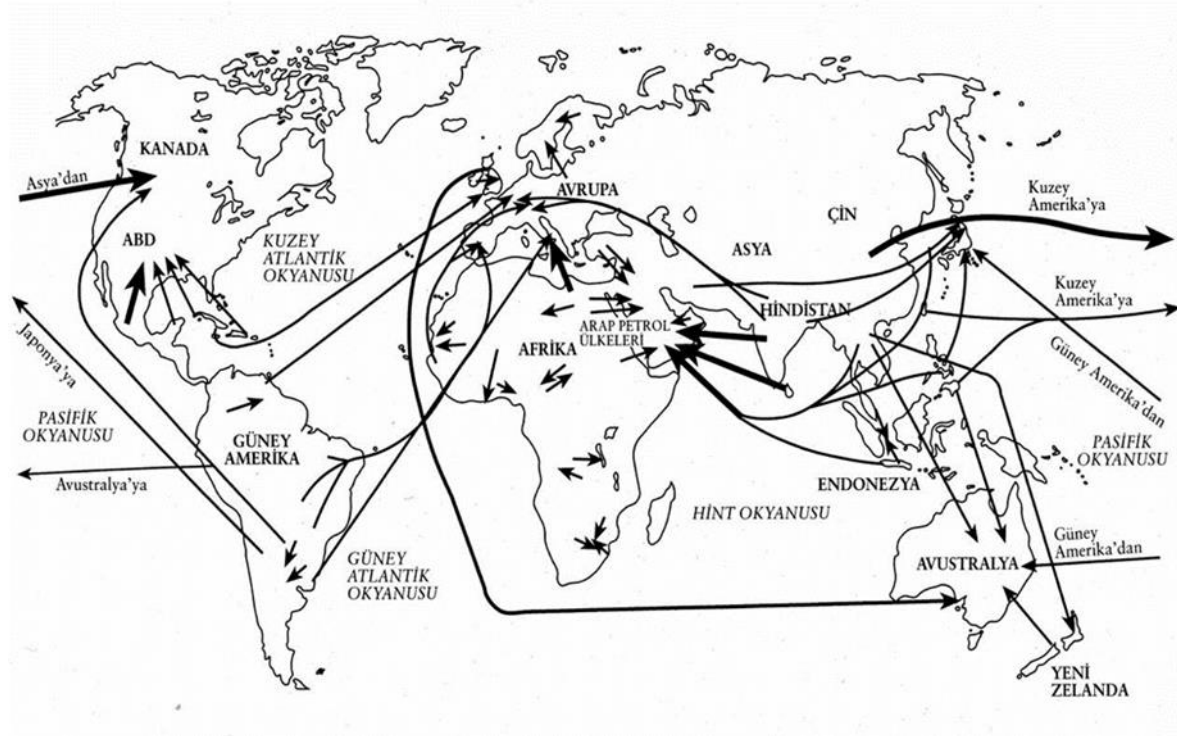 KANADA
Asya'dan
ABD
KUZEY
ATLANTİK
OKYANUSU
AVRUPA
ASYA
ÇİN
Kuzey
Amerika'ya
Kuzey
Amerika'ya
HİNDİSTAN
ARAP PETROL
ÜLKELERİ
AFRİKA
Japonya'ya
Güney Amerika'dan
PASİFİK
OKYANUSU
GÜNEY
AMERİKA
PASİFİK
OKYANUSU
Avustralya'ya
ENDONEZYA
HİNT OKYANUSU
GÜNEY
ATLANTİK
OKYANUSU
AVUSTRALYA
Güney
Amerika'dan
YENİ
ZELANDA